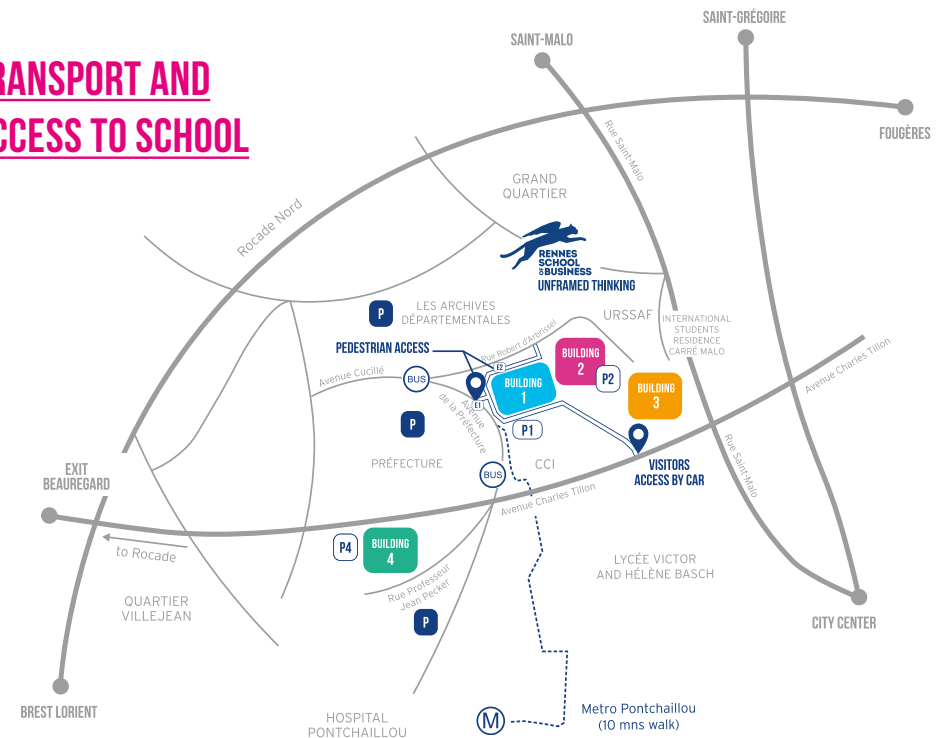 RANSPORT AND
CCESS TO SCHOOL
SAINT-GRÉGOIRE
SAINT-MALO
FOUGÈRES
Rue Saint-Malo
GRAND
QUARTIER
Rocade Nord
RENNES
SCHOOL
OF BUSINESS
UNFRAMED THINKING
P
LES ARCHIVES
DÉPARTEMENTALES
URSSAF
INTERNATIONAL
STUDENTS
RESIDENCE
CARRÉ MALO
PEDESTRIAN ACCESS
Rue Robert d'Arbrissel
Avenue Charles Tillon
Avenue Cucillé
BUS
E2
E1
BUILDING
1
BUILDING
2
P2
BUILDING
3
Avenue
de la Préfecture
P
P1
PRÉFECTURE
CCI
BUS
VISITORS
ACCESS BY CAR
Rue Saint-Malo
EXIT
BEAUREGARD
Avenue Charles Tillon
to Rocade
P4
BUILDING
4
LYCÉE VICTOR
AND HÉLÈNE BASCH
Rue Professeur
Jean Pecker
QUARTIER
VILLEJEAN
P
CITY CENTER
BREST LORIENT
HOSPITAL
PONTCHAILLOU
M
Metro Pontchaillou
(10 mns walk)